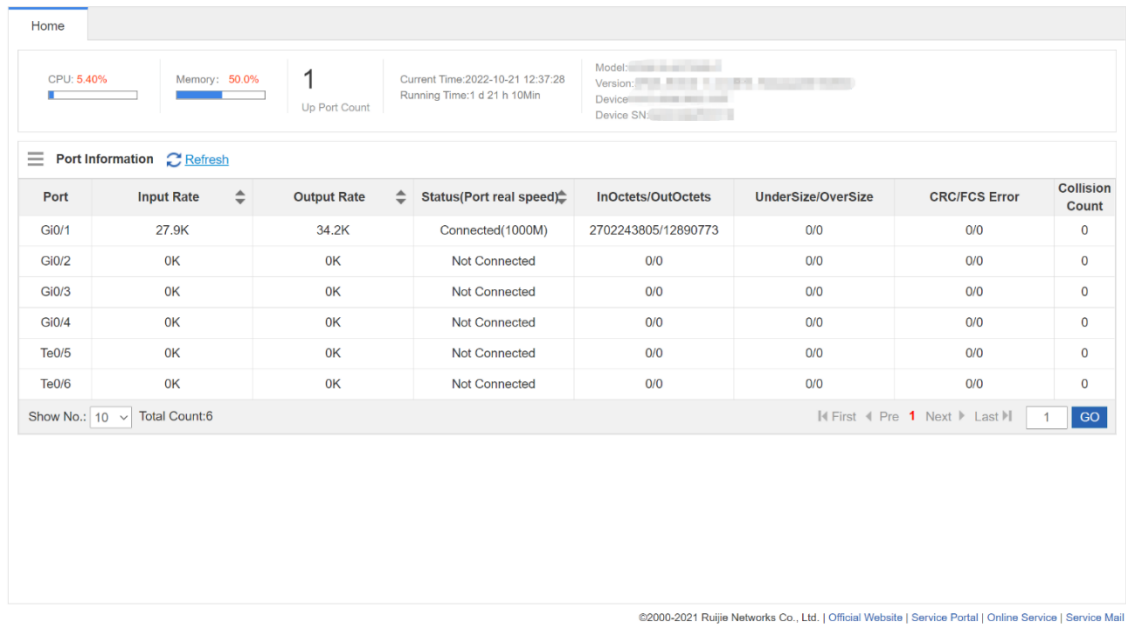 Home
CPU: 5.40%
Memory: 50.0%
1
Up Port Count
Current Time:2022-10-21 12:37:28
Running Time:1 d 21 h 10Min
Model:
Version:
Device
Device SN:
Port Information Refresh
Port Input Rate Output Rate Status(Port real speed) InOctets/OutOctets UnderSize/OverSize CRC/FCS Error Collision Count
Gi0/1 27.9K 34.2K Connected(1000M) 2702243805/12890773 0/0 0/0 0
Gi0/2 0K 0K Not Connected 0/0 0/0 0/0 0
Gi0/3 0K 0K Not Connected 0/0 0/0 0/0 0
Gi0/4 0K 0K Not Connected 0/0 0/0 0/0 0
Te0/5 0K 0K Not Connected 0/0 0/0 0/0 0
Te0/6 0K 0K Not Connected 0/0 0/0 0/0 0
Show No.: 10 Total Count:6 First Pre 1 Next Last 1 GO
©2000-2021 Ruijie Networks Co., Ltd. | Official Website | Service Portal | Online Service | Service Mail